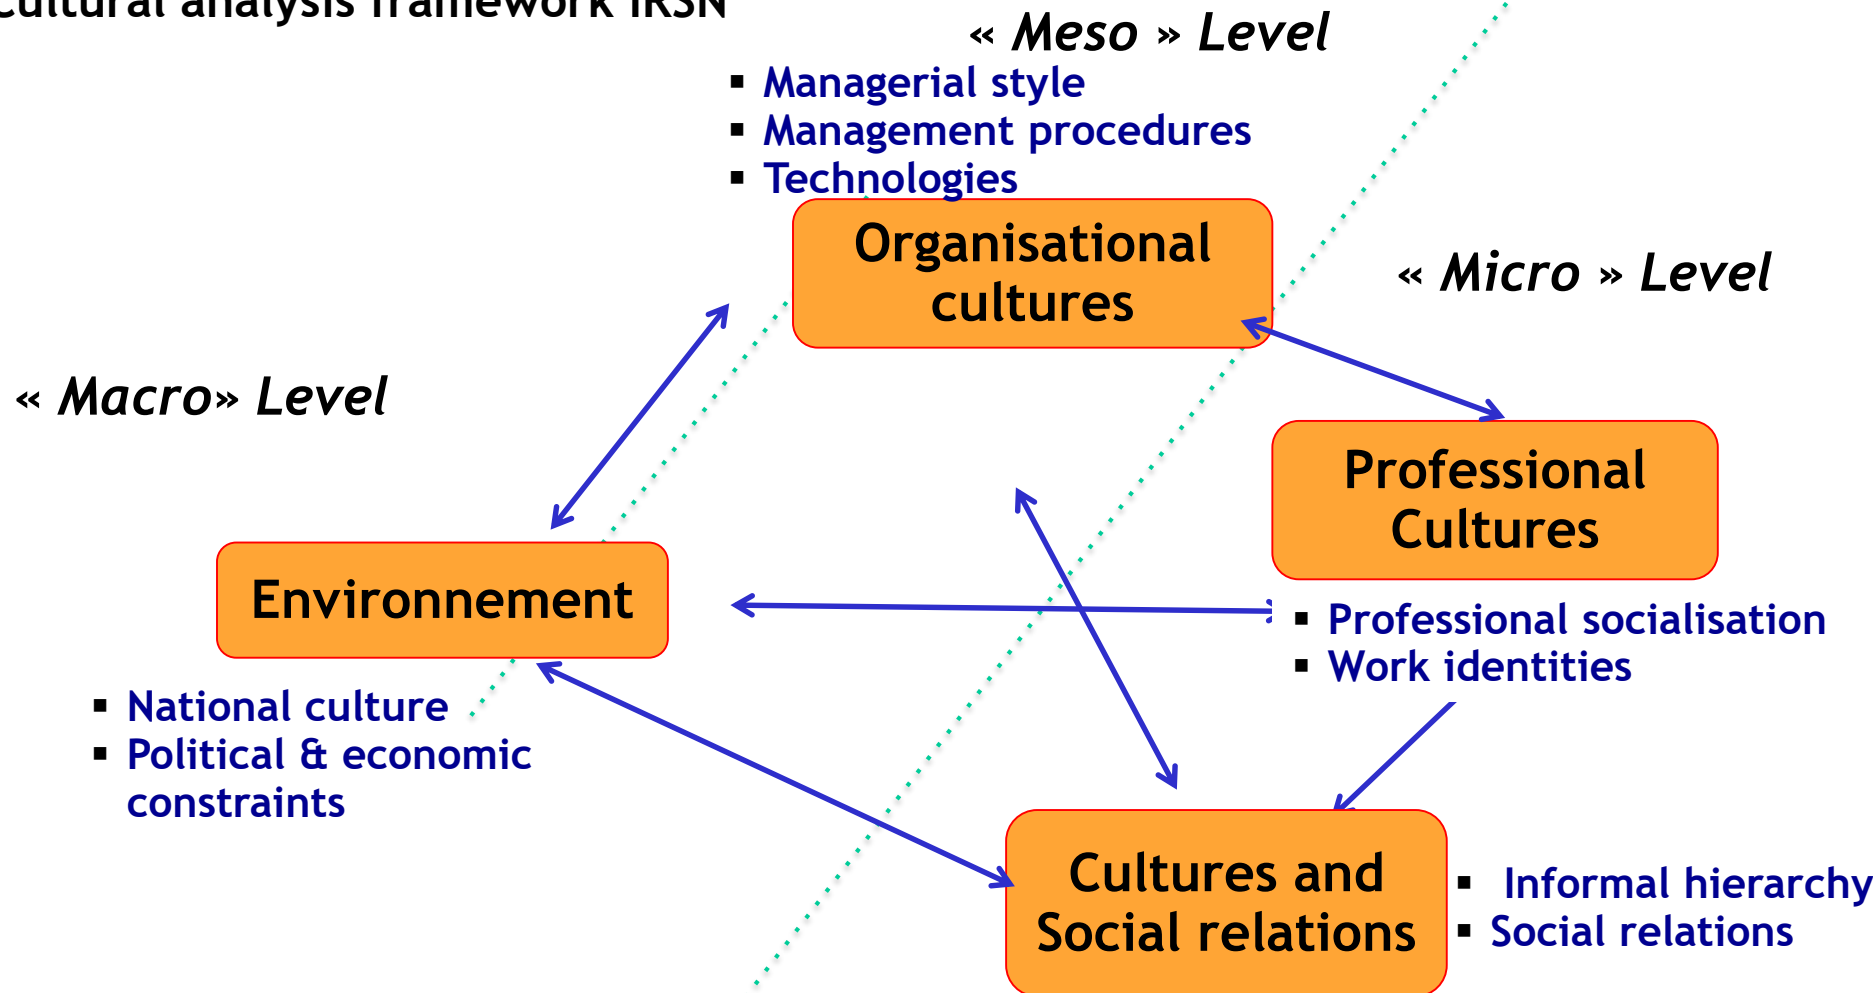 Cultural analysis framework IRSN
« Meso » Level
▪ Managerial style
▪ Management procedures
▪ Technologies
Organisational
cultures
« Micro » Level
« Macro» Level
Professional
Cultures
Environnement
▪ Professional socialisation
▪ Work identities
▪ National culture
▪ Political & economic
constraints
Cultures and
Social relations
▪ Informal hierarchy
▪ Social relations